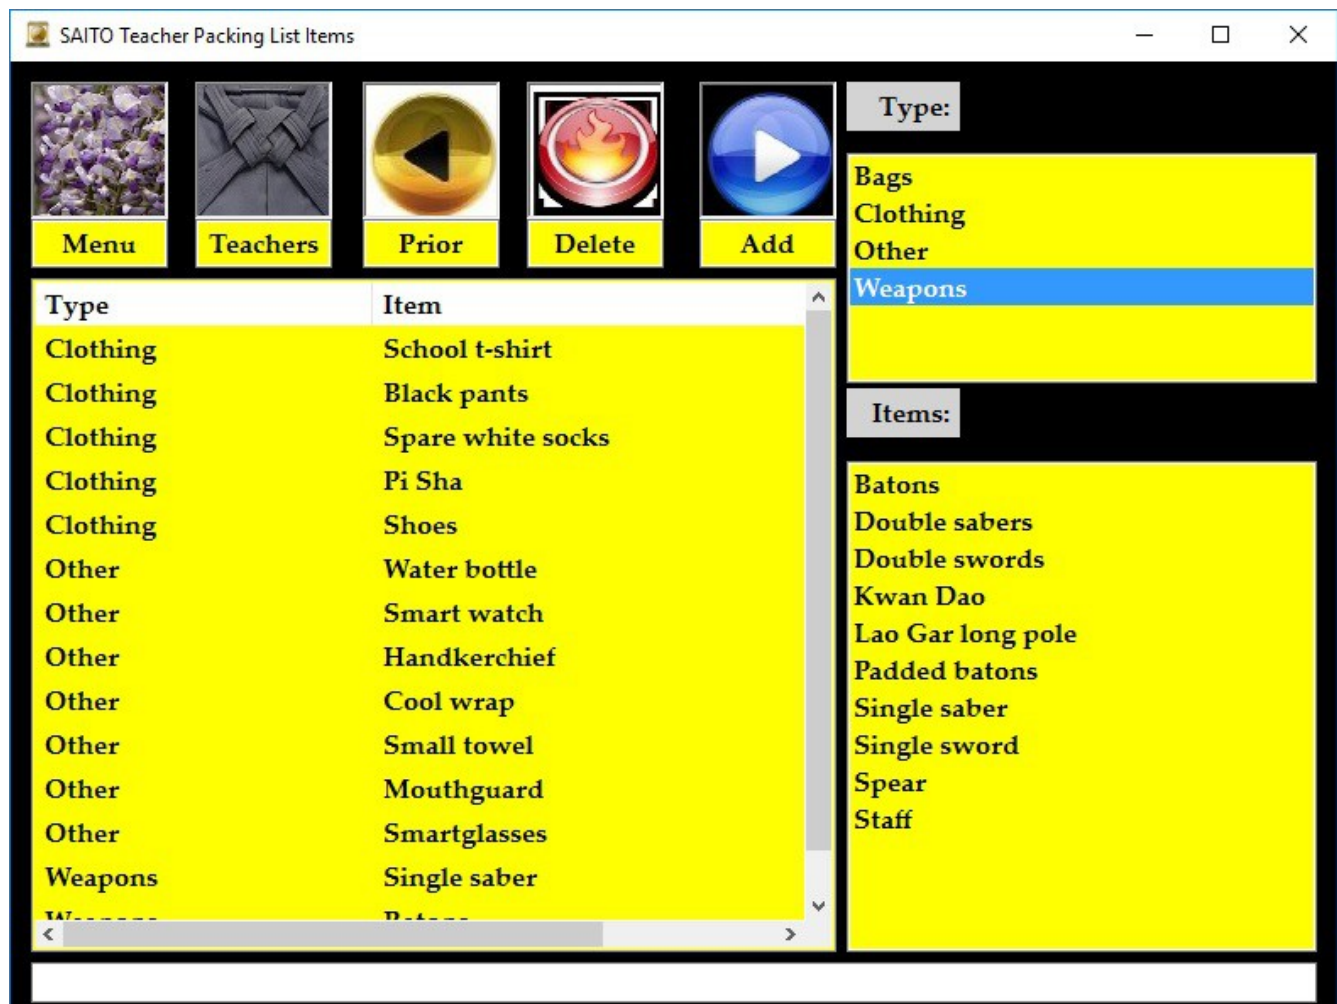 SAITO Teacher Packing List Items
Menu
Teachers
Prior
Delete
Add
Type Item
Clothing School t-shirt
Clothing Black pants
Clothing Spare white socks
Clothing Pi Sha
Clothing Shoes
Other Water bottle
Other Smart watch
Other Handkerchief
Other Cool wrap
Other Small towel
Other Mouthguard
Other Smartglasses
Weapons Single saber
Type:
Bags
Clothing
Other
Weapons
Items:
Batons
Double sabers
Double swords
Kwan Dao
Lao Gar long pole
Padded batons
Single saber
Single sword
Spear
Staff